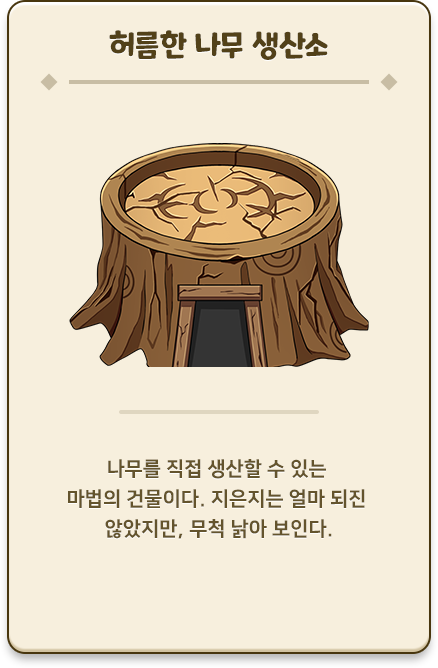 허름한 나무 생산소
나무를 직접 생산할 수 있는
마법의 건물이다. 지은지는 얼마 되진
않았지만, 무척 낡아 보인다.